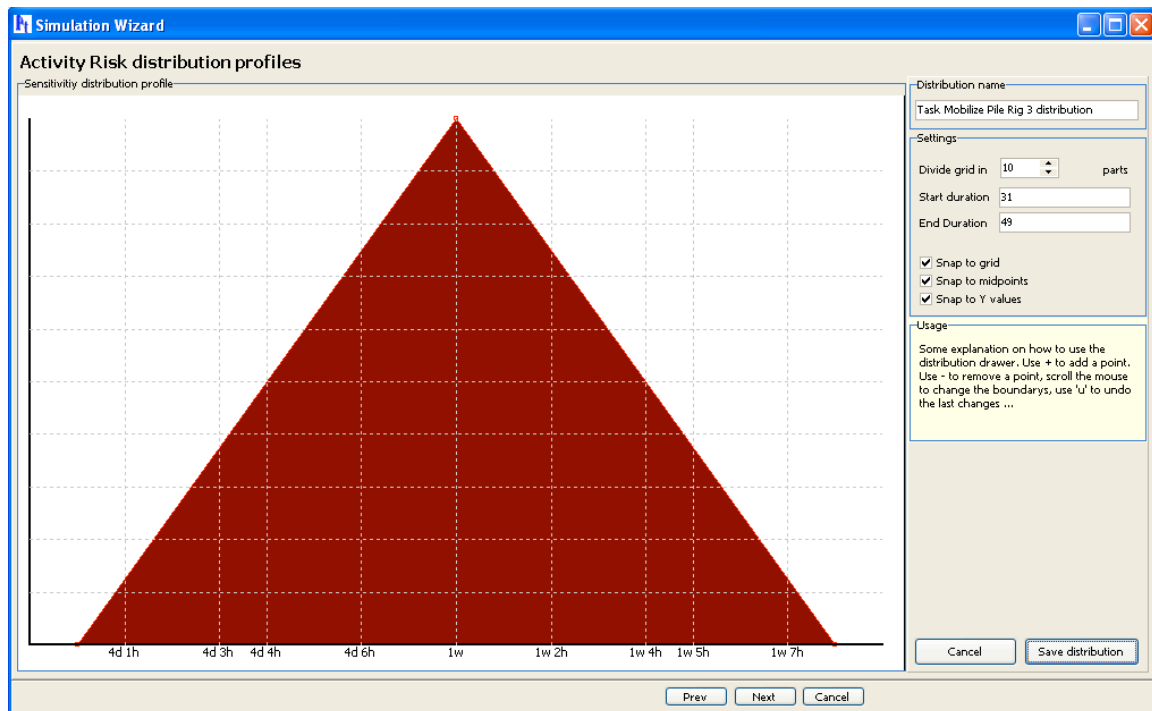 Simulation Wizard
Activity Risk distribution profiles
Sensitivitiy distribution profile
4d 1h
4d 3h
4d 4h
4d 6h
1w
1w 2h
1w 4h
1w 5h
1w 7h
Distribution name
Task Mobilize Pile Rig 3 distribution
Settings
Divide grid in 10 parts
Start duration 31
End Duration 49
Snap to grid
Snap to midpoints
Snap to Y values
Usage
Some explanation on how to use the
distribution drawer. Use + to add a point.
Use - to remove a point, scroll the mouse
to change the boundarys, use 'u' to undo
the last changes ...
Cancel
Save distribution
Prev
Next
Cancel